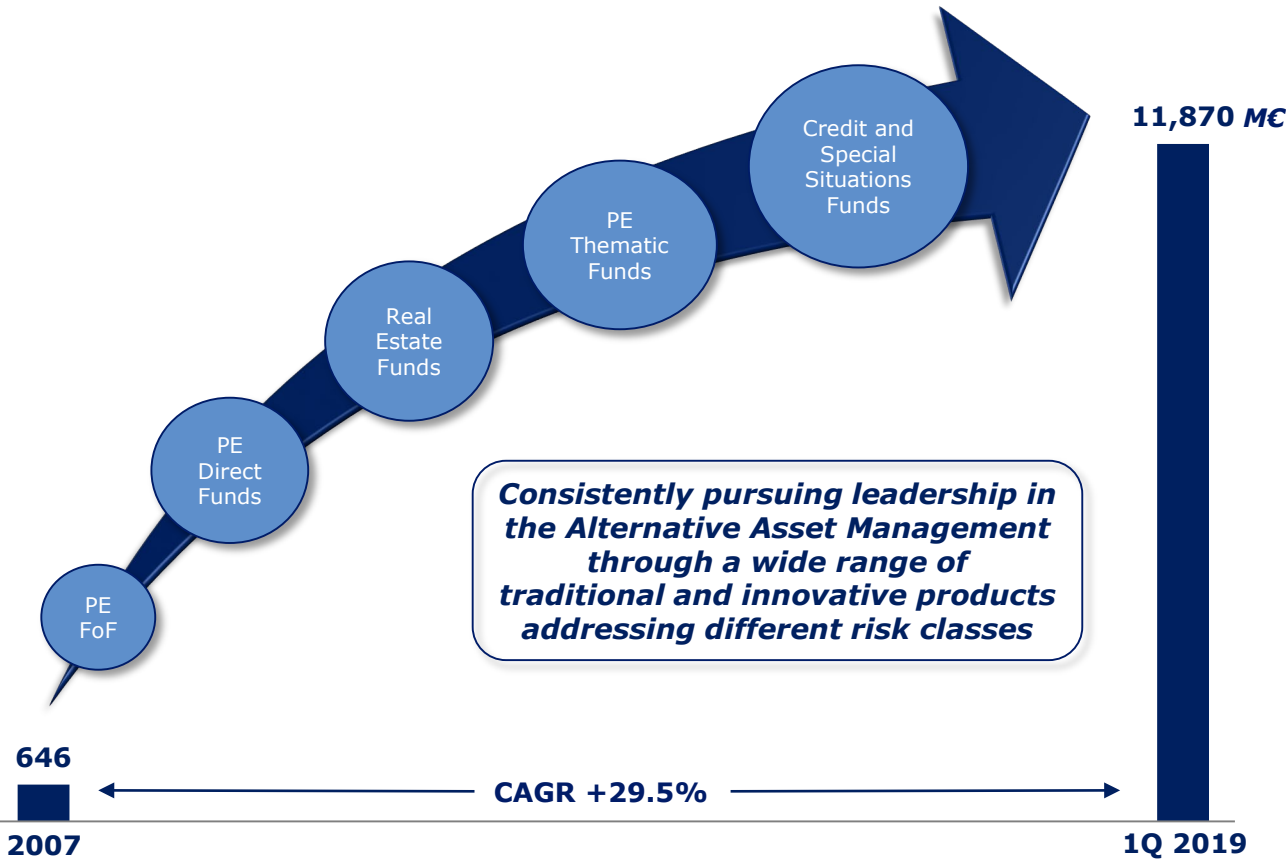 11,870 M€
Credit and
Special
Situations
Funds
PE
Thematic
Funds
Real
Estate
Funds
PE
Direct
Funds
PE
FoF
Consistently pursuing leadership in
the Alternative Asset Management
through a wide range of
traditional and innovative products
addressing different risk classes
646
CAGR +29.5%
2007
1Q 2019